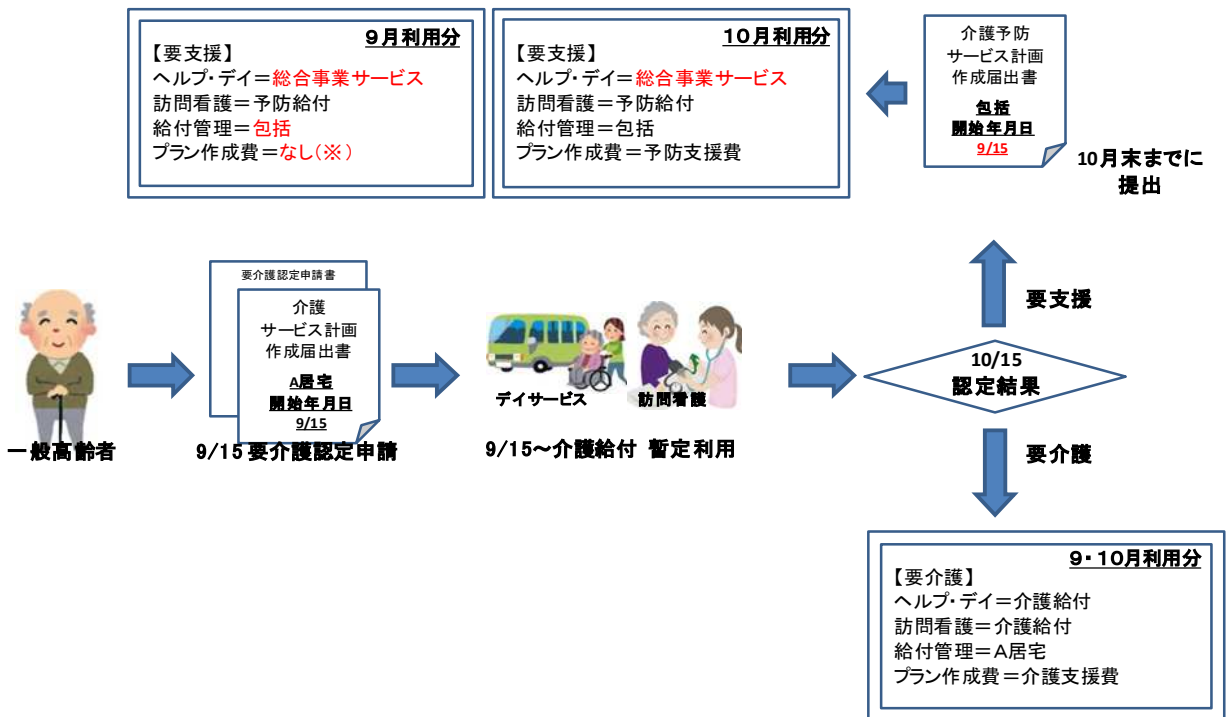 ９月利用分
【要支援】
ヘルプ・デイ＝総合事業サービス
訪問看護＝予防給付
給付管理＝包括
プラン作成費＝なし（※）
１０月利用分
【要支援】
ヘルプ・デイ＝総合事業サービス
訪問看護＝予防給付
給付管理＝包括
プラン作成費＝予防支援費
介護予防
サービス計画
作成届出書
包括
開始年月日
9/15
10月末までに
提出
要介護認定申請書
介護
サービス計画
作成届出書
A居宅
開始年月日
9/15
デイサービス
訪問看護
一般高齢者
9/15 要介護認定申請
9/15～介護給付 暫定利用
要支援
10/15
認定結果
要介護
９・１０月利用分
【要介護】
ヘルプ・デイ＝介護給付
訪問看護＝介護給付
給付管理＝A居宅
プラン作成費＝介護支援費